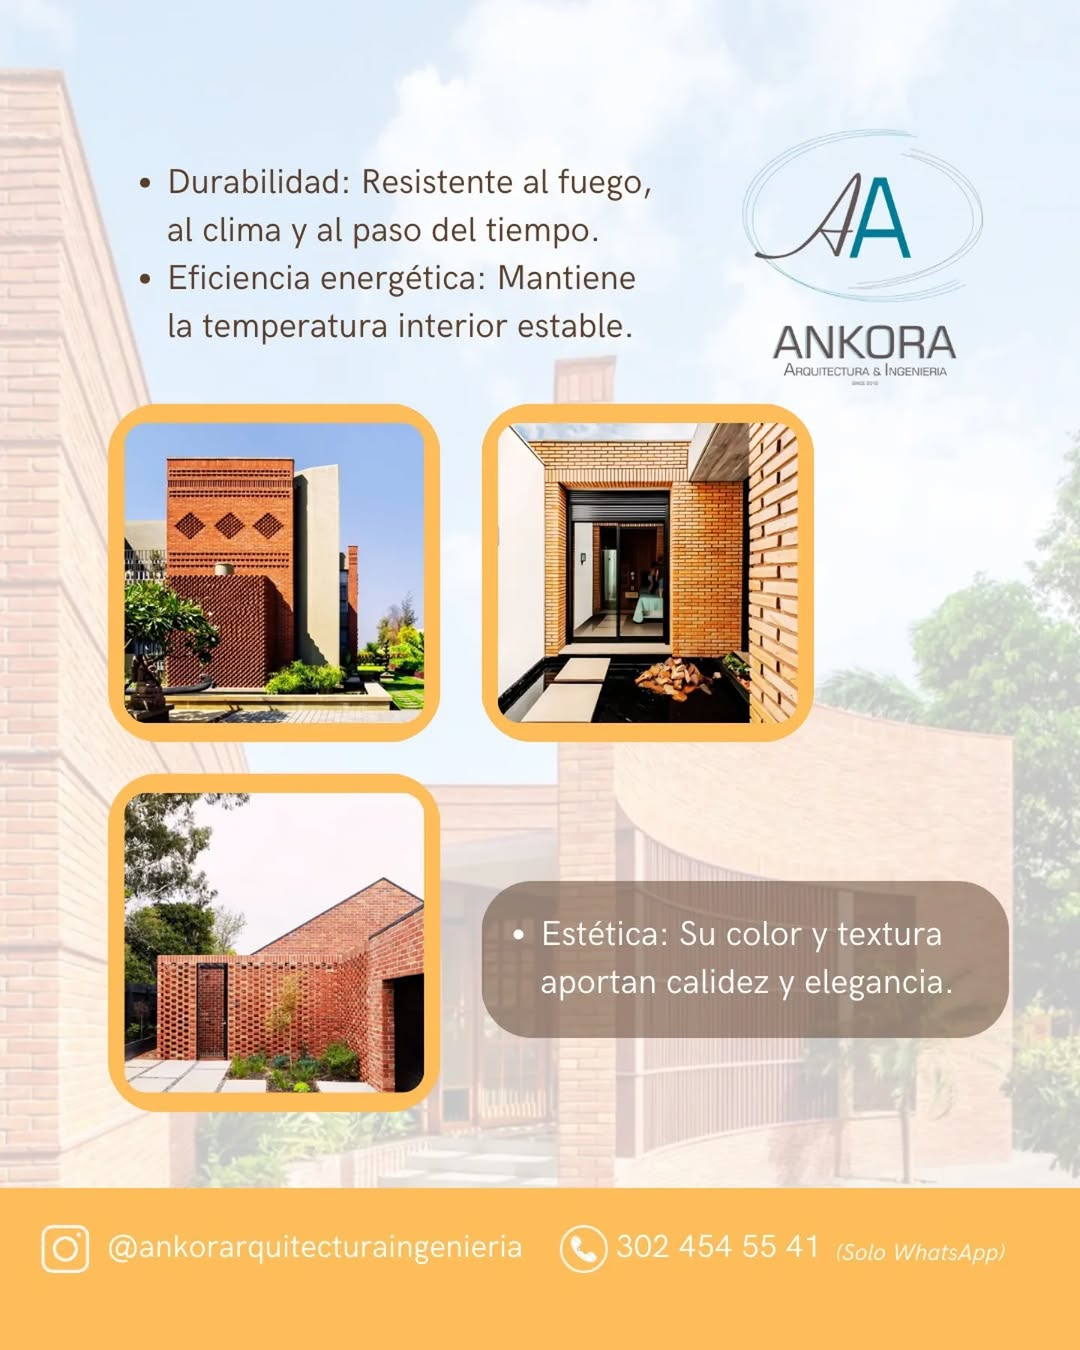 • Durabilidad: Resistente al fuego,
al clima y al paso del tiempo.
• Eficiencia energética: Mantiene
la temperatura interior estable.
AA
ANKORA
ARQUITECTURA & INGENIERIA
• Estética: Su color y textura
aportan calidez y elegancia.
@ankorarquitecturaingenieria
302 454 55 41 (Solo WhatsApp)